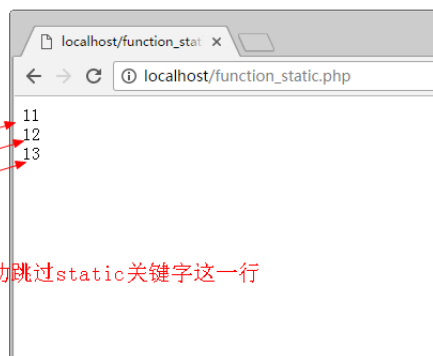 localhost/function_stat
localhost/function_static.php
11
12
13
动跳过static关键字这一行